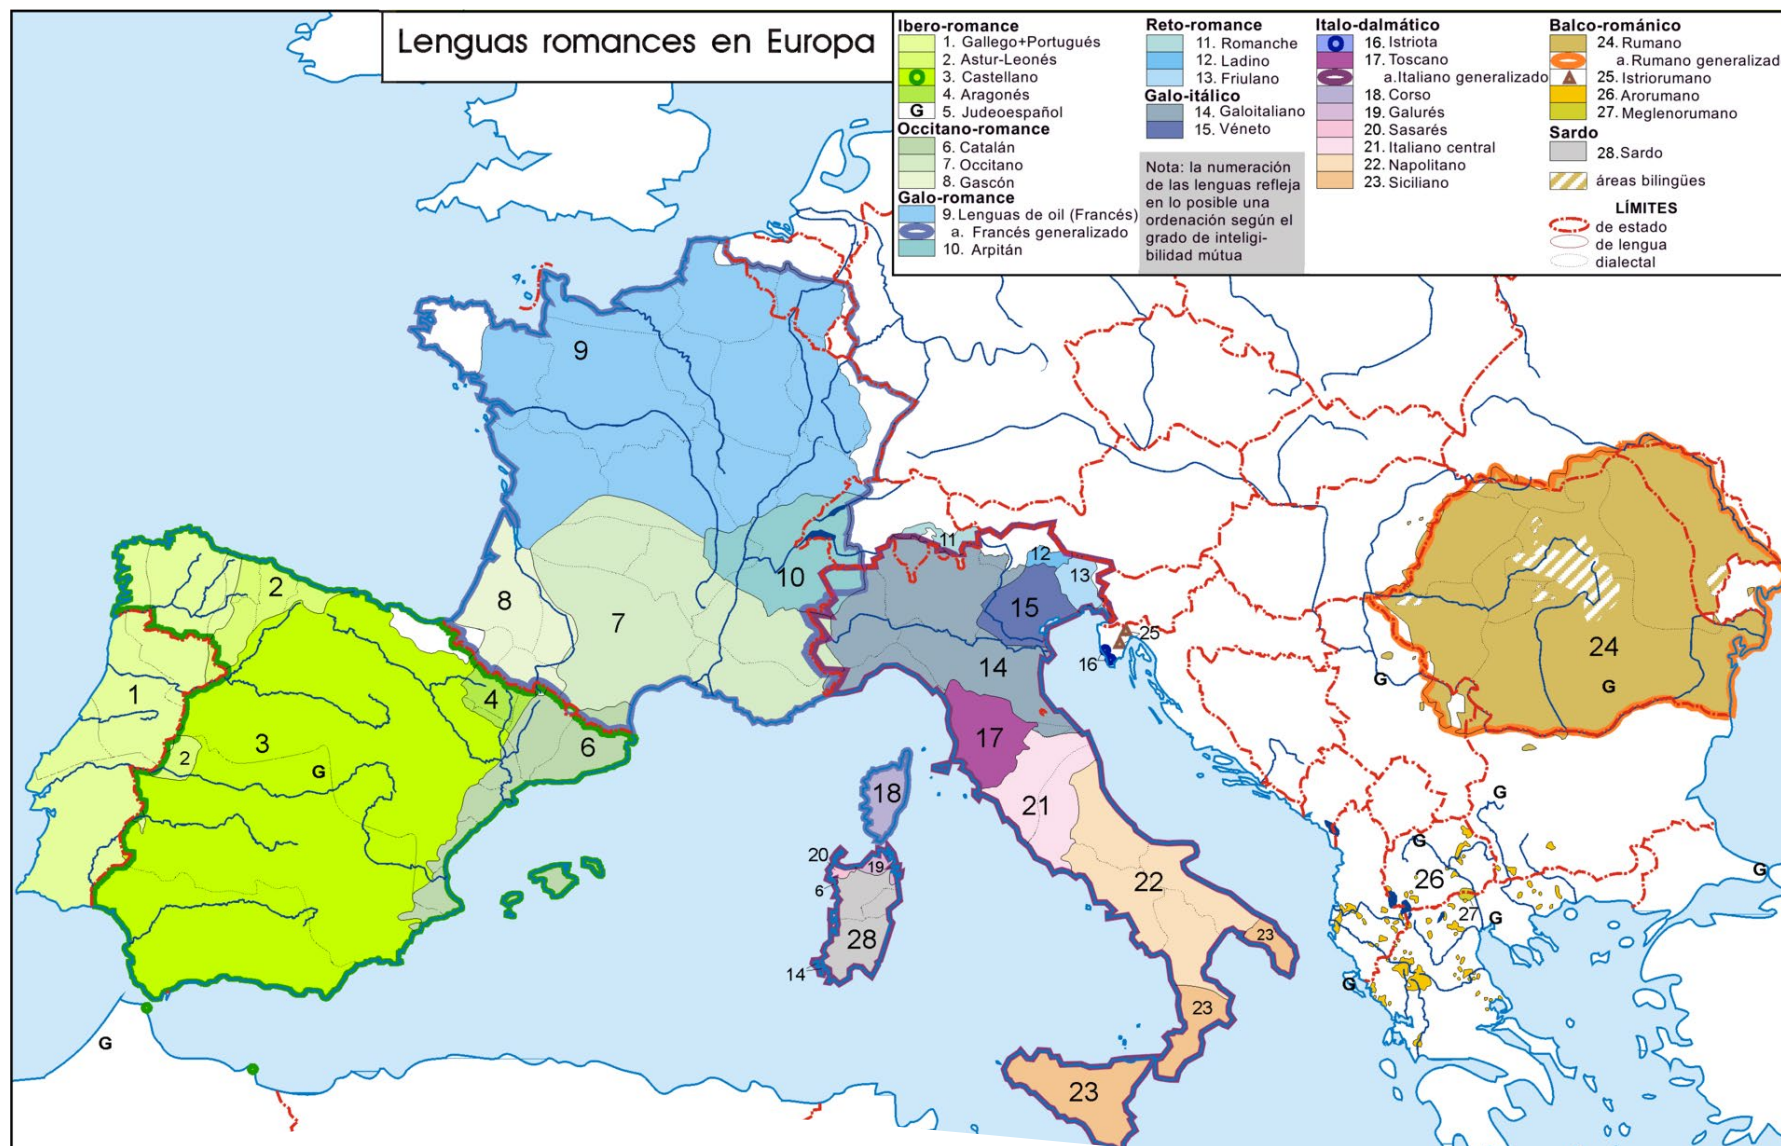 Lenguas romances en Europa
Ibero-romance
1. Gallego+Portugués
2. Astur-Leonés
3. Castellano
4. Aragonés
G 5. Judeoespañol
Occitano-romance
6. Catalán
7. Occitano
8. Gascón
Galo-romance
9. Lenguas de oil (Francés)
a. Francés generalizado
10. Arpitán
Reto-romance
11. Romanche
12. Ladino
13. Friulano
Galo-itálico
14. Galoitaliano
15. Véneto
Nota: la numeración
de las lenguas refleja
en lo posible una
ordenación según el
grado de inteligi-
bilidad mútua
Italo-dalmático
16. Istriota
17. Toscano
a. Italiano generalizado
18. Corso
19. Galurés
20. Sasarés
21. Italiano central
22. Napolitano
23. Siciliano
Balco-románico
24. Rumano
a. Rumano generalizad
25. Istriorumano
26. Arorumano
27. Meglenorumano
Sardo
28. Sardo
áreas bilingües
LÍMITES
de estado
de lengua
dialectal
9
11
12
13
10
2
8
7
15
25
16
24
14
1
4
G
G
3
6
17
2
G
18
21
G
G
20
19
6
22
26
G
27
G
28
23
14
G
23
G
23